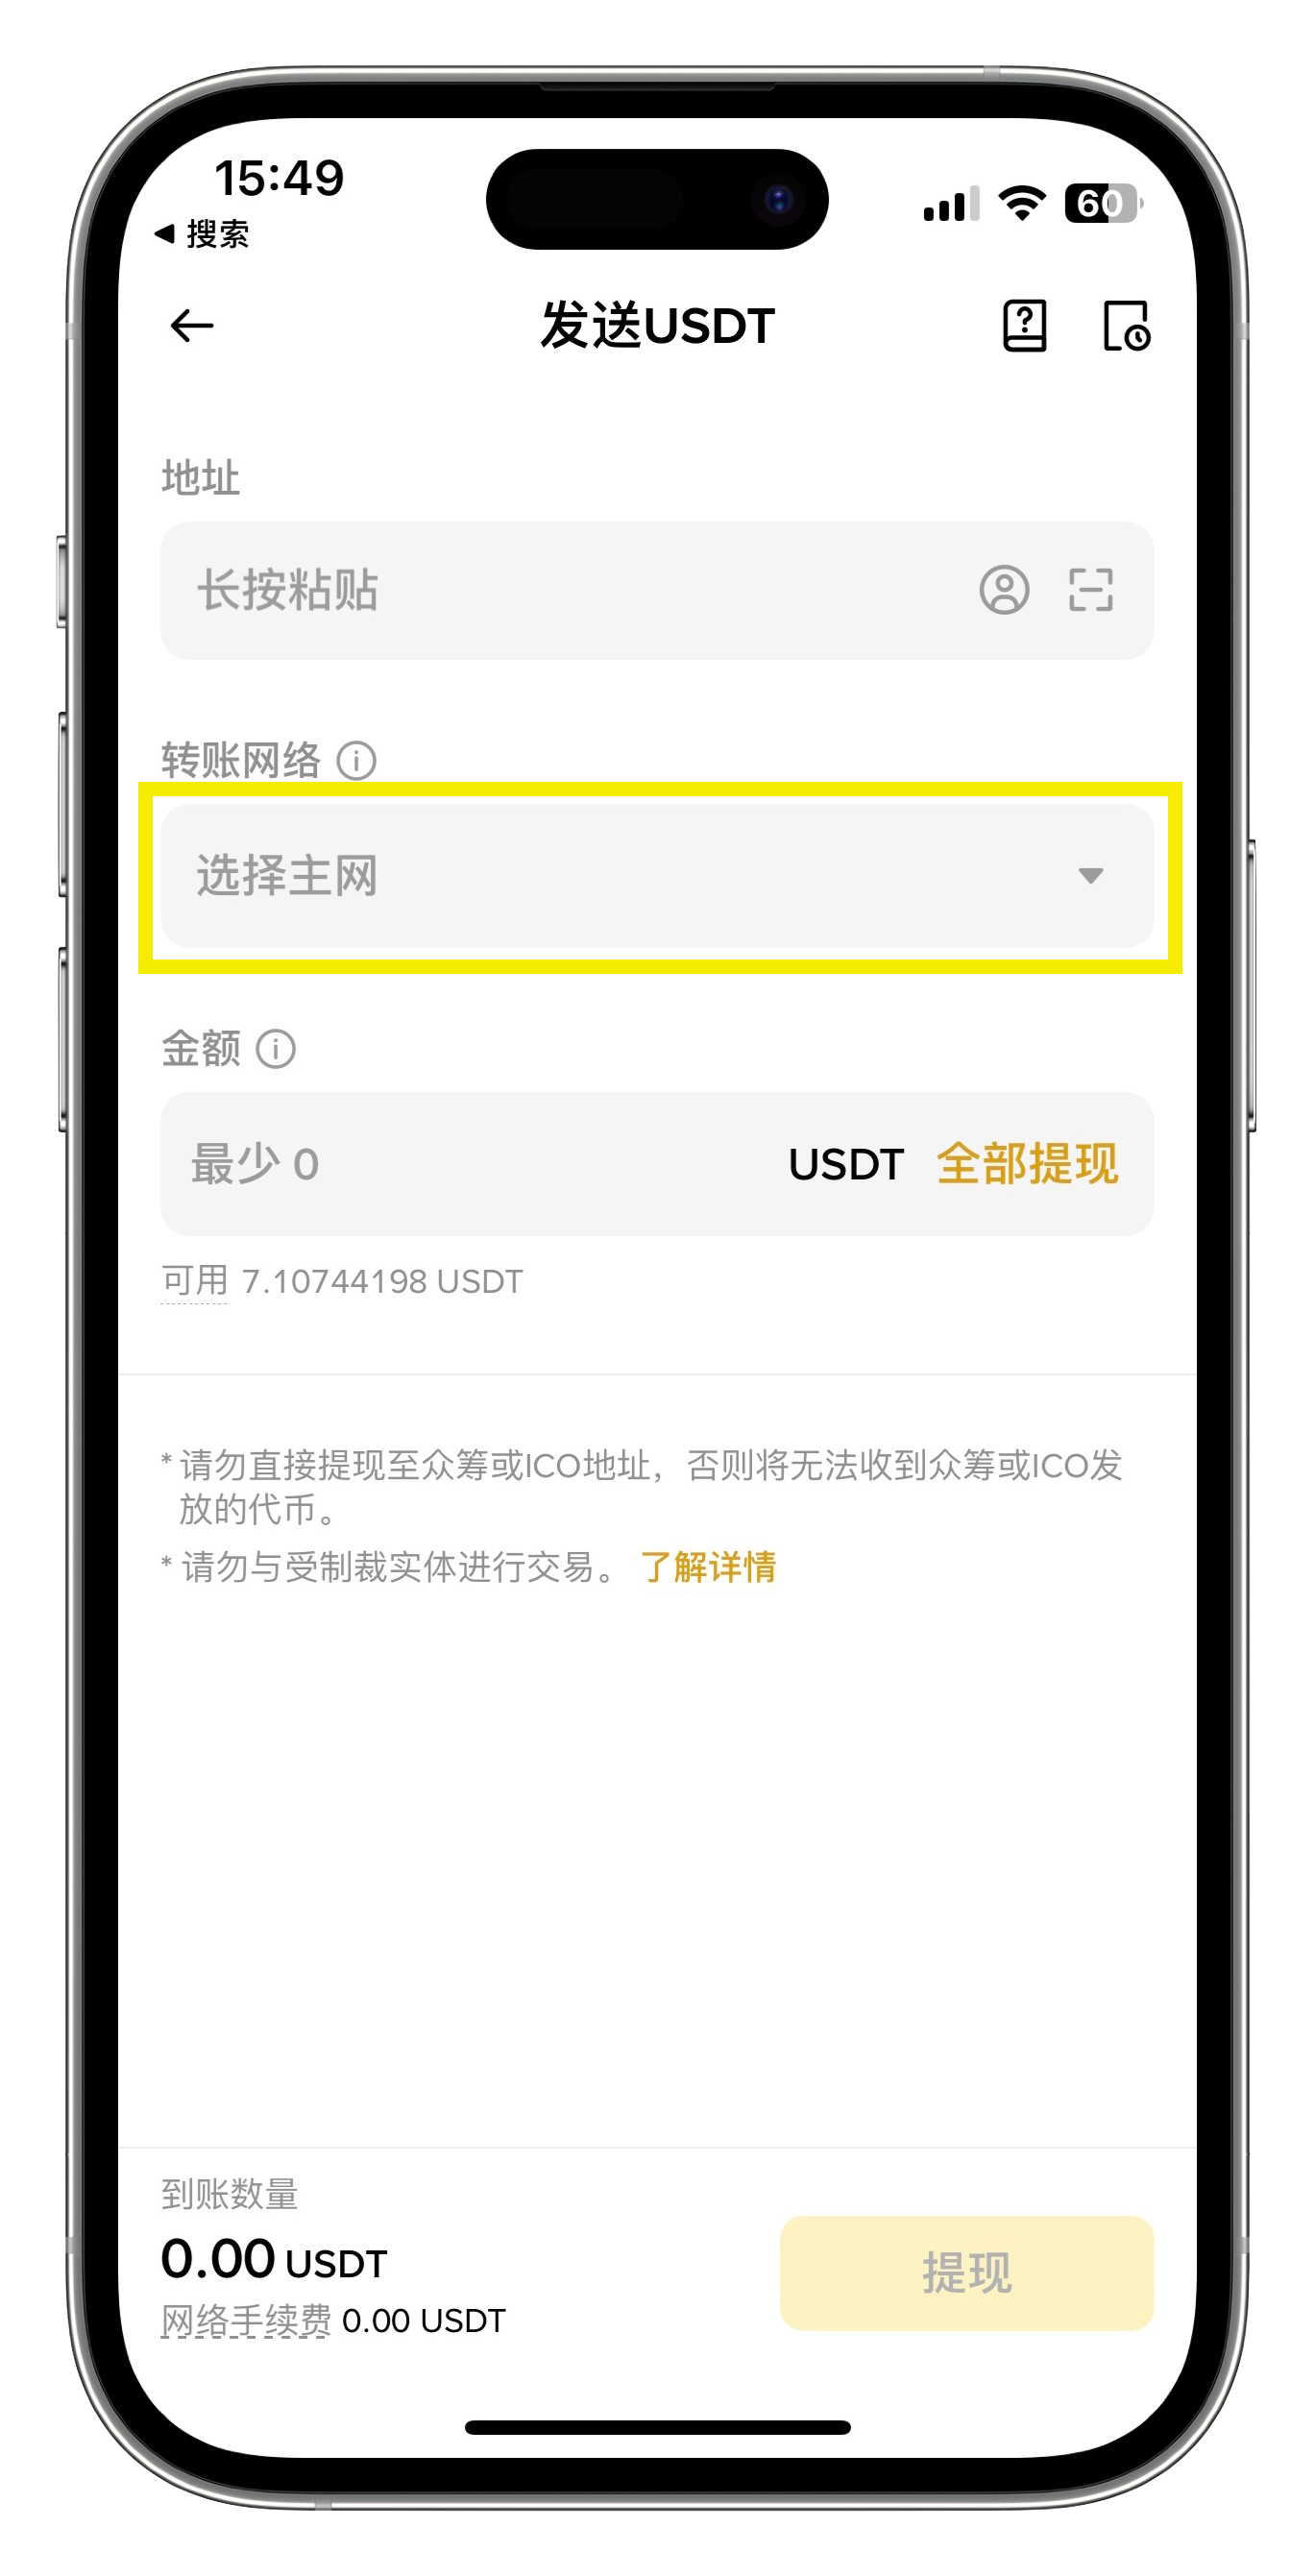 15:49
◀ 搜索
60
发送USDT
地址
长按粘贴
转账网络
选择主网
金额
最少 0
USDT 全部提现
可用 7.10744198 USDT
* 请勿直接提现至众筹或ICO地址，否则将无法收到众筹或ICO发
放的代币。
* 请勿与受制裁实体进行交易。 了解详情
到账数量
0.00 USDT
提现
网络手续费 0.00 USDT